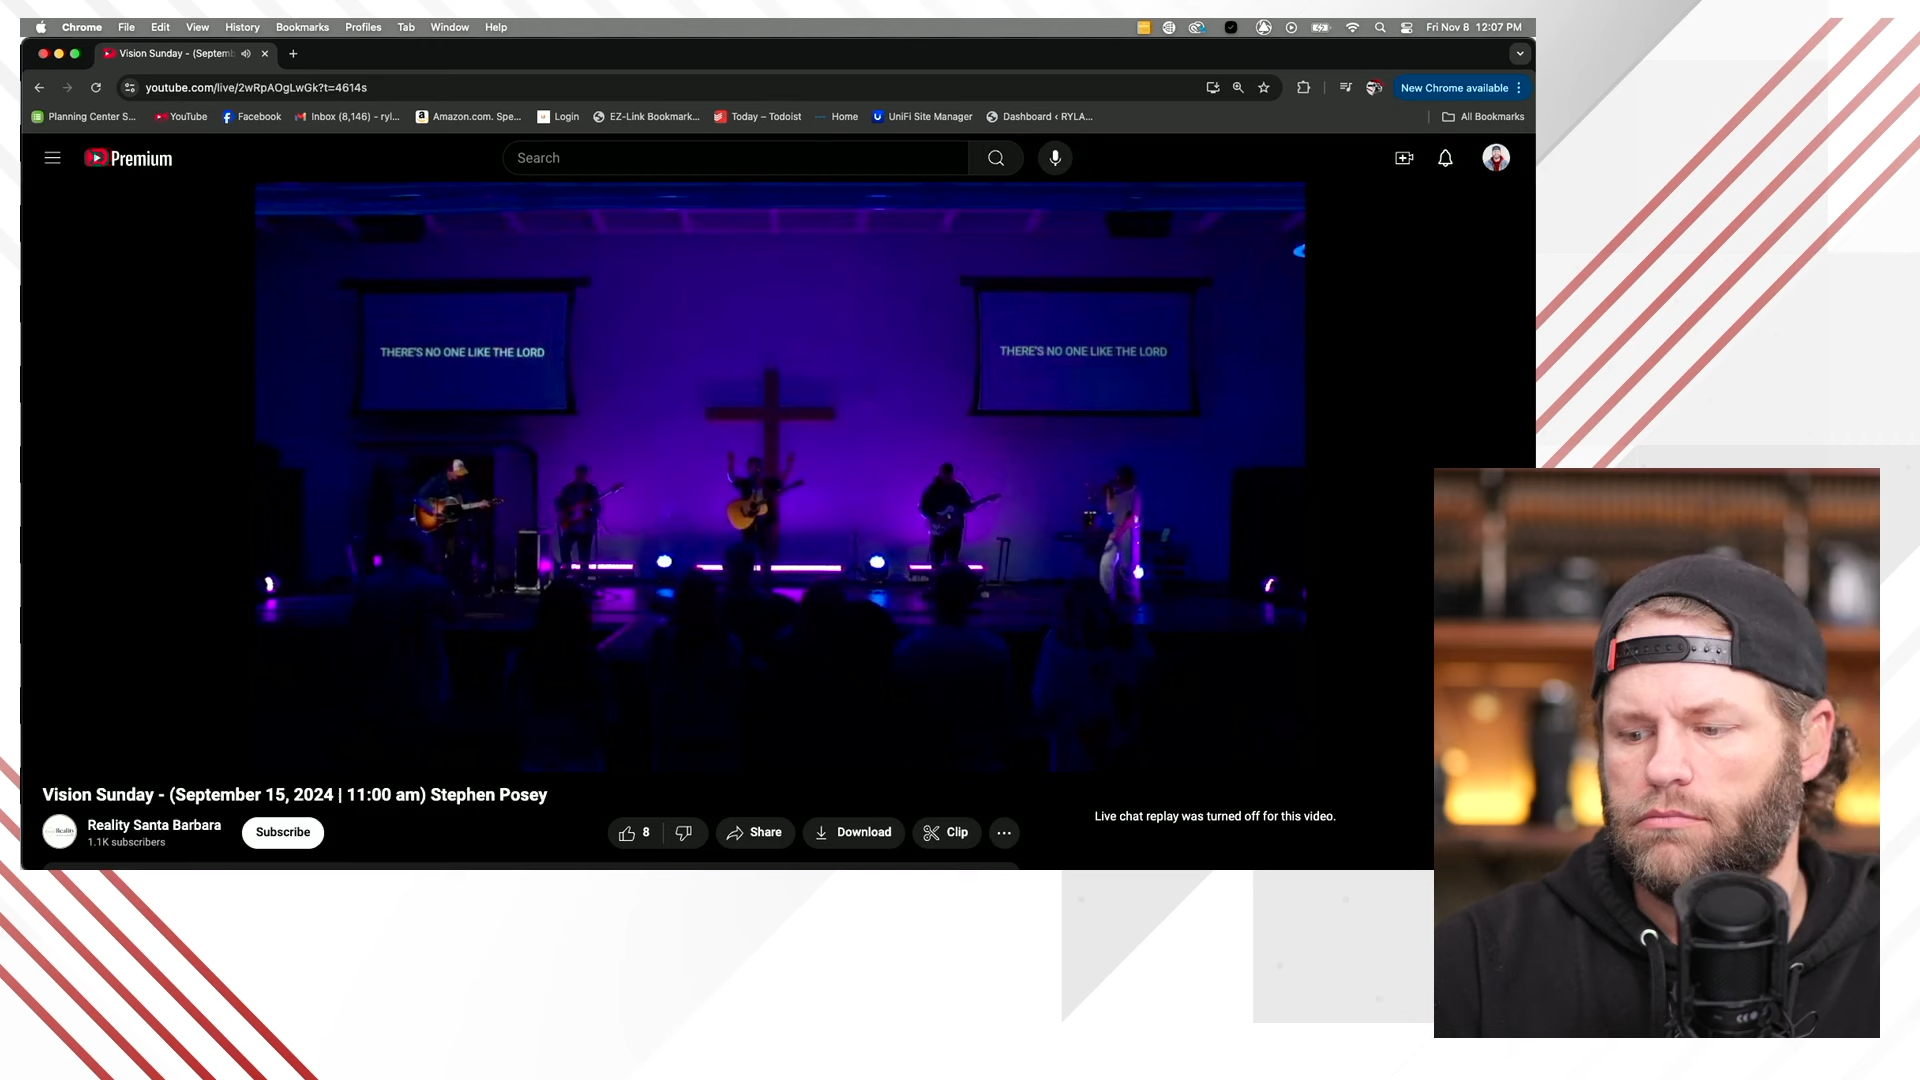 Chrome File Edit View History Bookmarks Profiles Tab Window Help Fri Nov 8 12:07 PM
Vision Sunday - (Septemb
youtube.com/live/2wRpAOgLwGk?t=4614s New Chrome available
Planning Center S... YouTube Facebook Inbox (8,146) - ryl... Amazon.com. Spe... Login EZ-Link Bookmark... Today – Todoist Home UniFi Site Manager Dashboard ‹ RYLA... All Bookmarks
Premium Search
THERE'S NO ONE LIKE THE LORD THERE'S NO ONE LIKE THE LORD
Vision Sunday - (September 15, 2024 | 11:00 am) Stephen Posey
Reality Santa Barbara
1.1K subscribers
Subscribe 8 Share Download Clip
Live chat replay was turned off for this video.